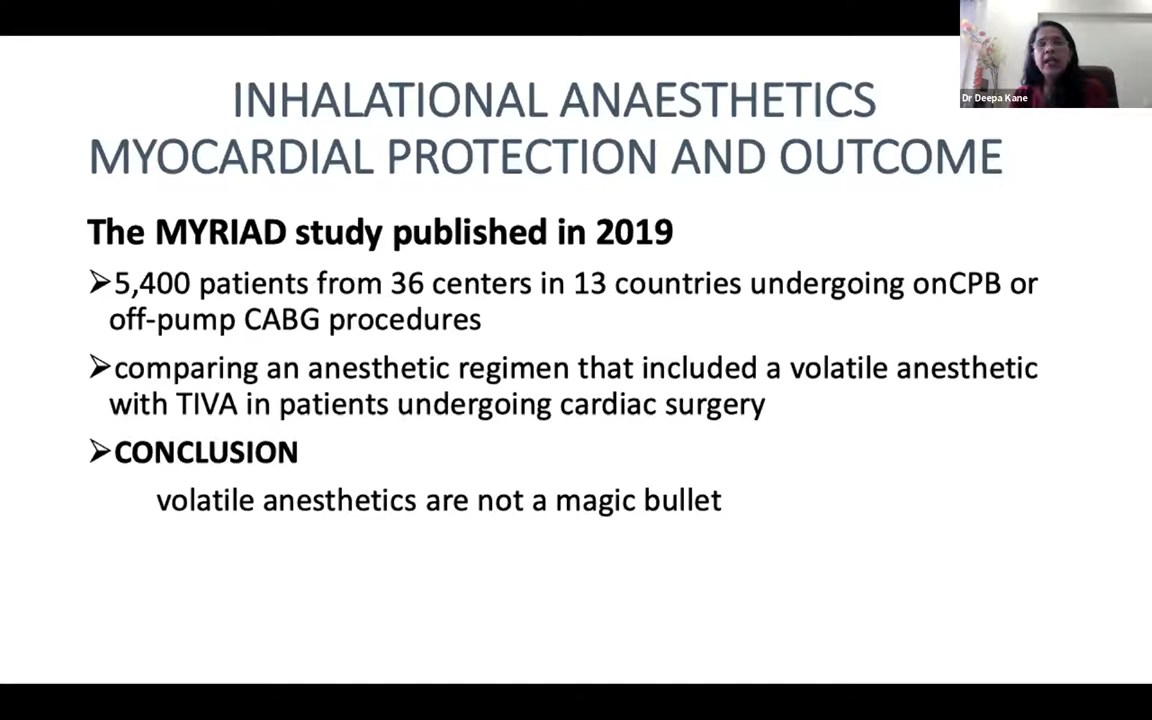 INHALATIONAL ANAESTHETICS
MYOCARDIAL PROTECTION AND OUTCOME
Dr Deepa Kane
The MYRIAD study published in 2019
➢5,400 patients from 36 centers in 13 countries undergoing onCPB or
off-pump CABG procedures
➢comparing an anesthetic regimen that included a volatile anesthetic
with TIVA in patients undergoing cardiac surgery
➢CONCLUSION
volatile anesthetics are not a magic bullet